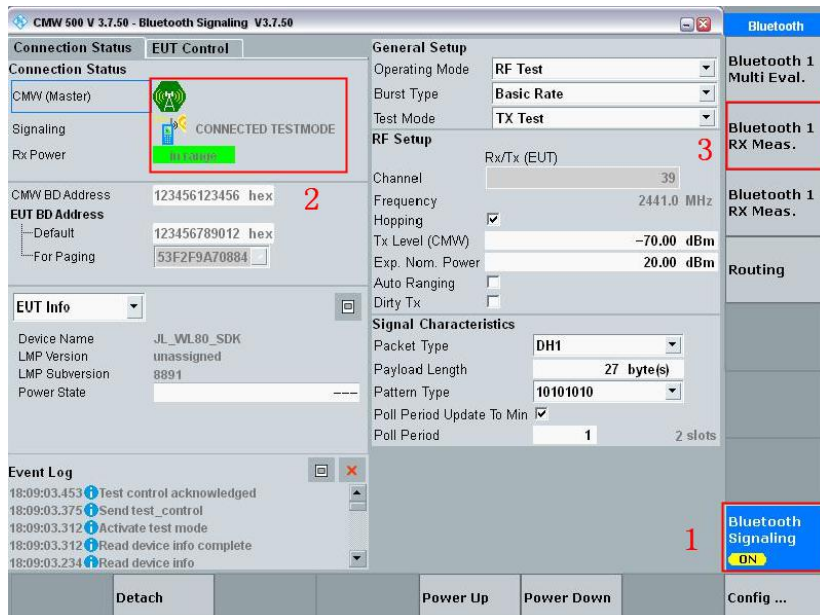 CMW 500 V 3.7.50 - Bluetooth Signaling V3.7.50
Connection Status
EUT Control
Connection Status
CMW (Master)
Signaling
CONNECTED TESTMODE
Rx Power
In range
2
CMW BD Address
123456123456 hex
EUT BD Address
Default
123456789012 hex
For Paging
53F2F9A70884
EUT Info
Device Name
JL_WL80_SDK
LMP Version
unassigned
LMP Subversion
8891
Power State
---
Event Log
18:09:03.453 Test control acknowledged
18:09:03.375 Send test_control
18:09:03.312 Activate test mode
18:09:03.312 Read device info complete
18:09:03.234 Read device info
General Setup
Operating Mode
RF Test
Burst Type
Basic Rate
Test Mode
TX Test
RF Setup
3
Rx/Tx (EUT)
Channel
39
Frequency
2441.0 MHz
Hopping
Tx Level (CMW)
-70.00 dBm
Exp. Nom. Power
20.00 dBm
Auto Ranging
Dirty Tx
Signal Characteristics
Packet Type
DH1
Payload Length
27 byte(s)
Pattern Type
10101010
Poll Period Update To Min
Poll Period
1
2 slots
1
Bluetooth
Bluetooth 1
Multi Eval.
Bluetooth 1
RX Meas.
Bluetooth 1
RX Meas.
Routing
Bluetooth
Signaling
ON
Detach
Power Up
Power Down
Config ...